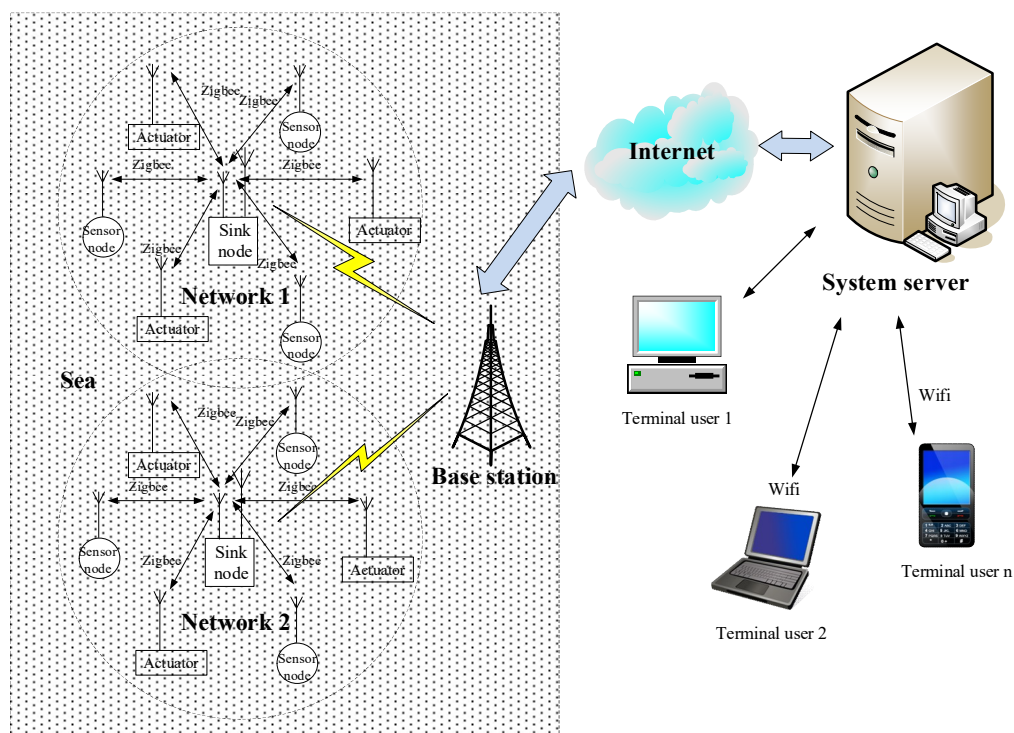 Zigbee
Zigbee
Actuator
Sensor
node
Zigbee
Zigbee
Sensor
node
Sink
node
Actuator
Zigbee
Zigbee
Network 1
Actuator
Sensor
node
Internet
System server
Sea
Terminal user 1
Zigbee
Zigbee
Sensor
node
Actuator
Base station
Wifi
Zigbee
Zigbee
Wifi
Sensor
node
Sink
node
Zigbee
Zigbee
Actuator
Terminal user n
Network 2
Terminal user 2
Actuator
Sensor
node